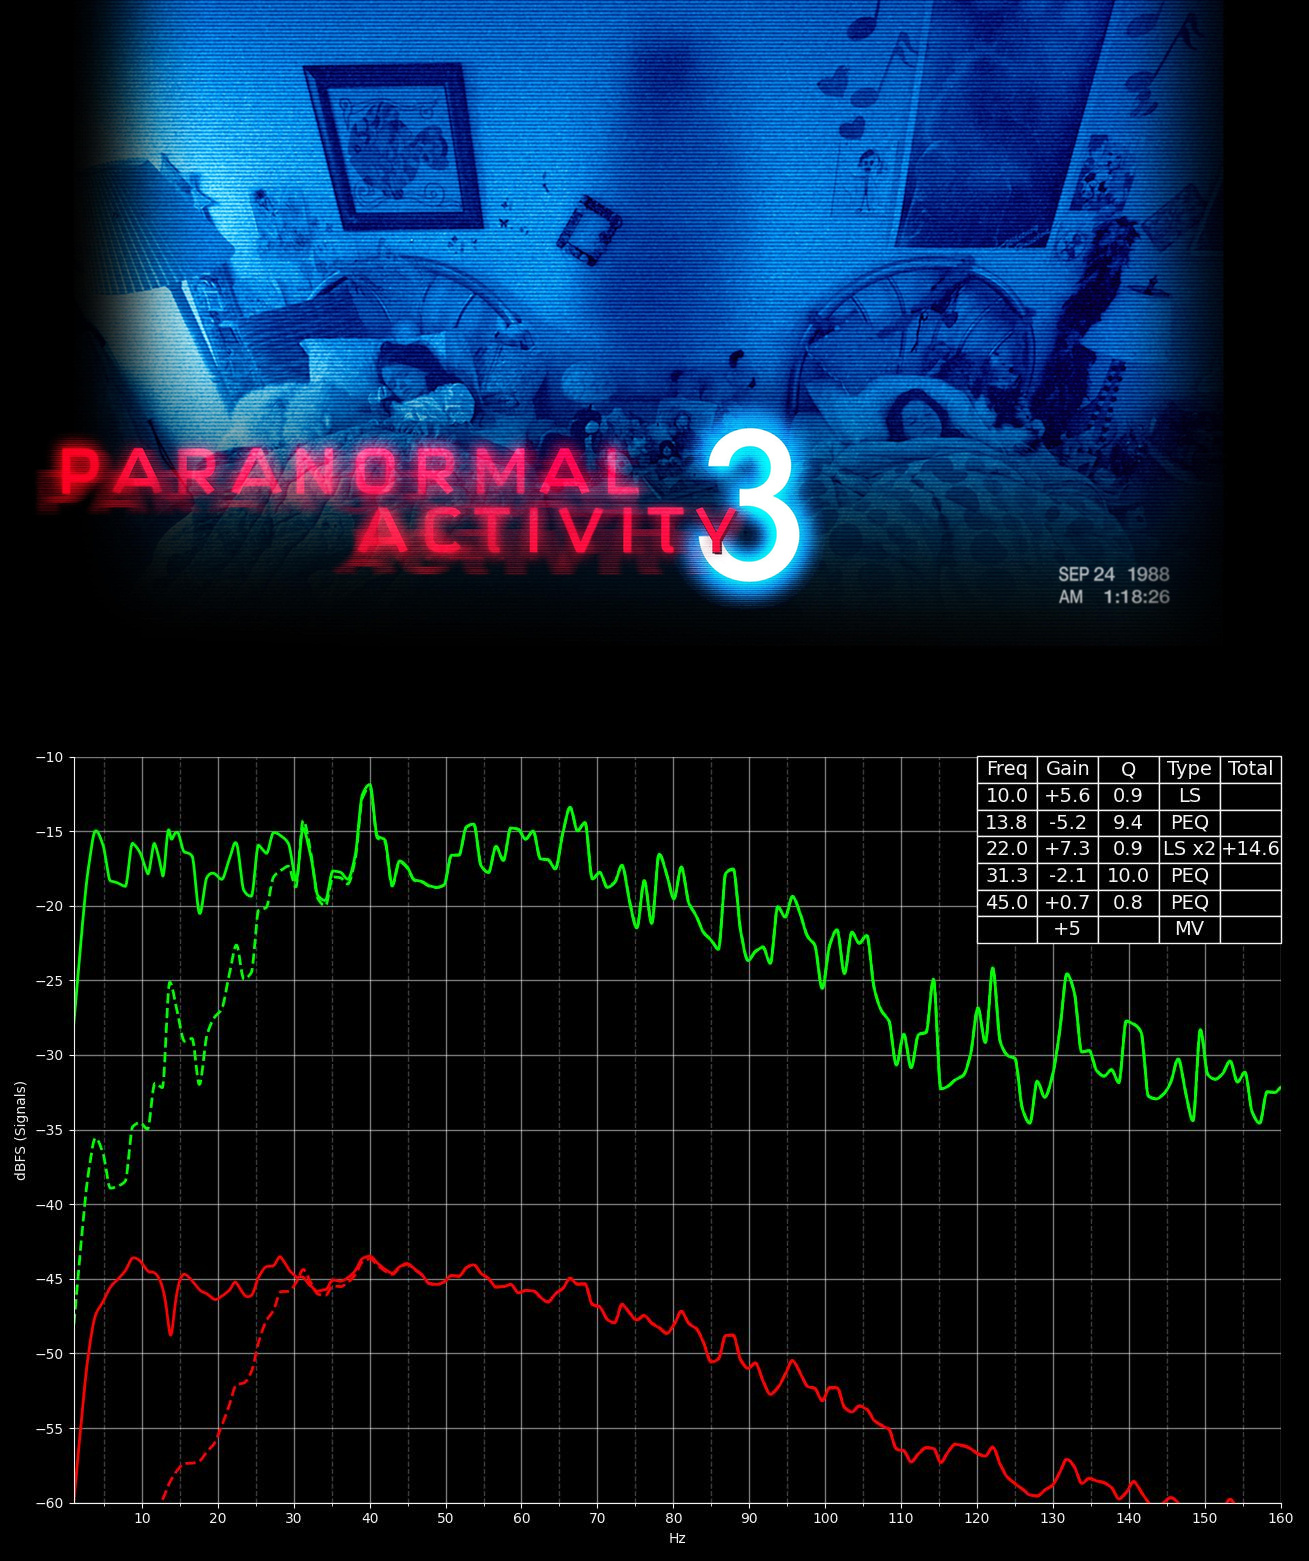 PARANORMAL
ACTIVITY 3
SEP 24 1988
AM 1:18:26
Freq Gain Q Type Total
10.0 +5.6 0.9 LS
13.8 -5.2 9.4 PEQ
22.0 +7.3 0.9 LS x2 +14.6
31.3 -2.1 10.0 PEQ
45.0 +0.7 0.8 PEQ
+5 MV
dBFS (Signals)
−10
−15
−20
−25
−30
−35
−40
−45
−50
−55
−60
10 20 30 40 50 60 70 80 90 100 110 120 130 140 150 160
Hz